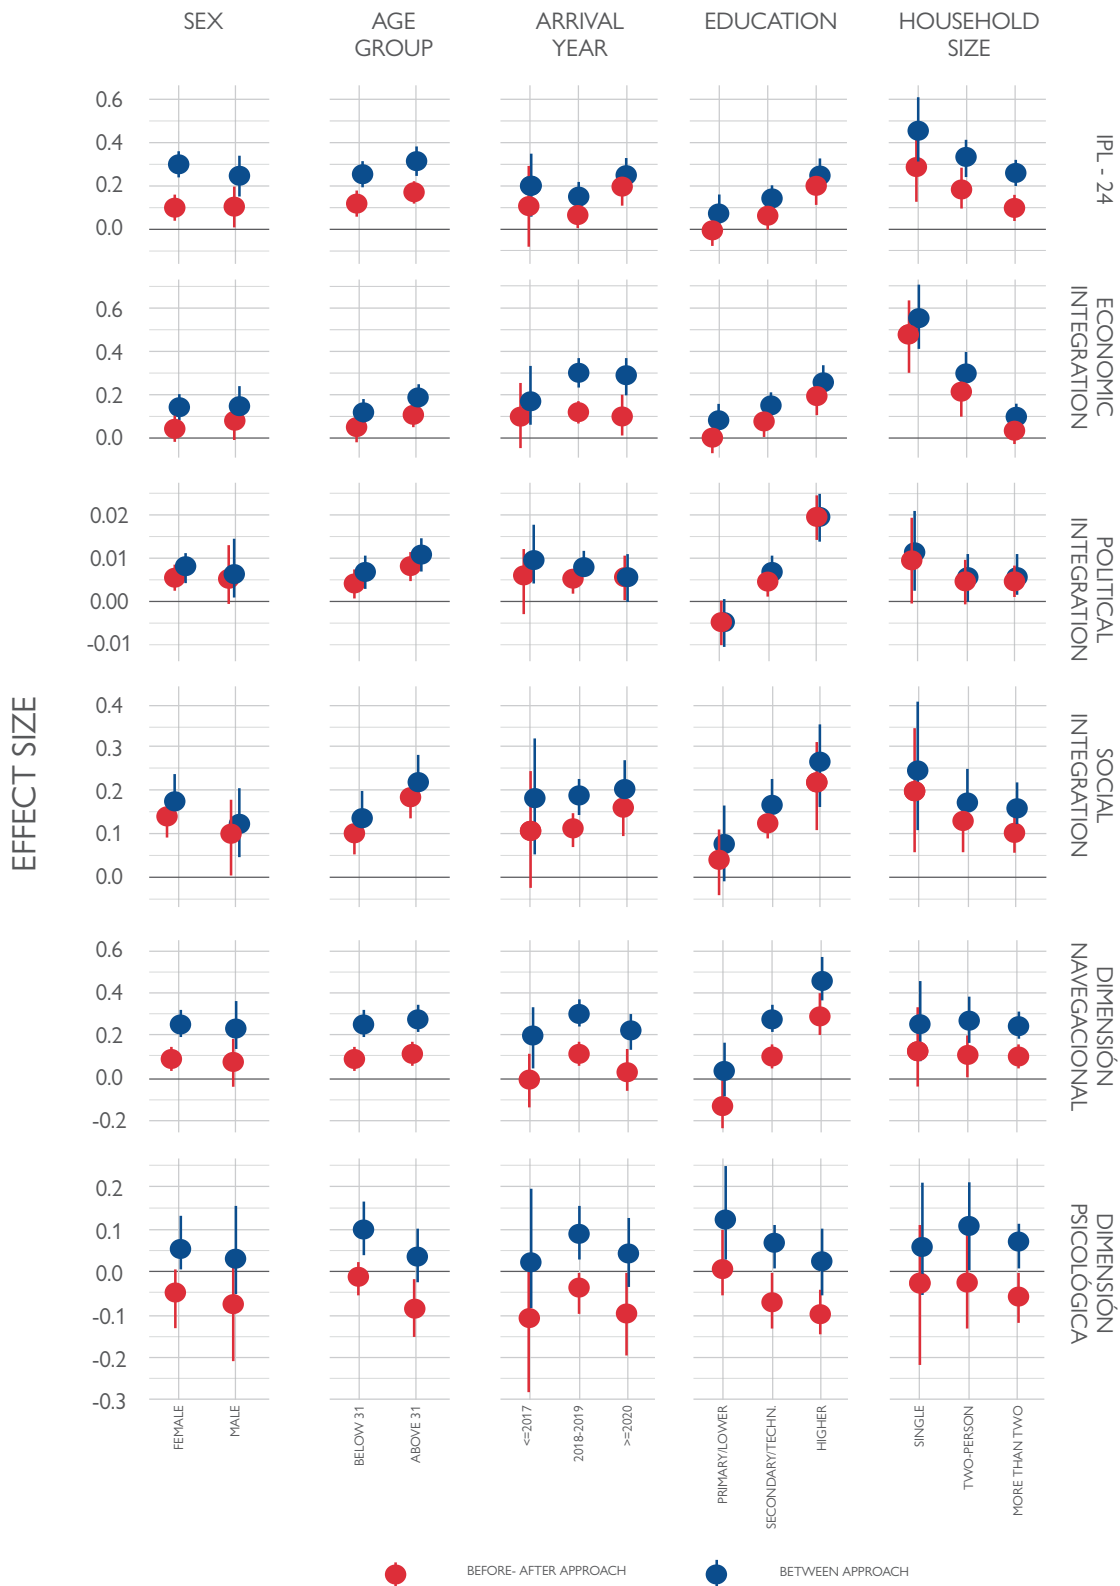 SEX
AGE
GROUP
ARRIVAL
YEAR
EDUCATION
HOUSEHOLD
SIZE
0.6
0.4
0.2
0.0
IPL - 24
0.6
0.4
0.2
0.0
ECONOMIC
INTEGRATION
0.02
0.01
0.00
-0.01
POLITICAL
INTEGRATION
EFFECT SIZE
0.4
0.3
0.2
0.1
0.0
SOCIAL
INTEGRATION
0.6
0.4
0.2
0.0
-0.2
DIMENSIÓN
NAVEGACIONAL
0.2
0.1
0.0
-0.1
-0.2
-0.3
DIMENSIÓN
PSICOLÓGICA
FEMALE
MALE
BELOW 31
ABOVE 31
<=2017
2018-2019
>=2020
PRIMARY/LOWER
SECONDARY/TECHN.
HIGHER
SINGLE
TWO-PERSON
MORE THAN TWO
BEFORE- AFTER APPROACH
BETWEEN APPROACH